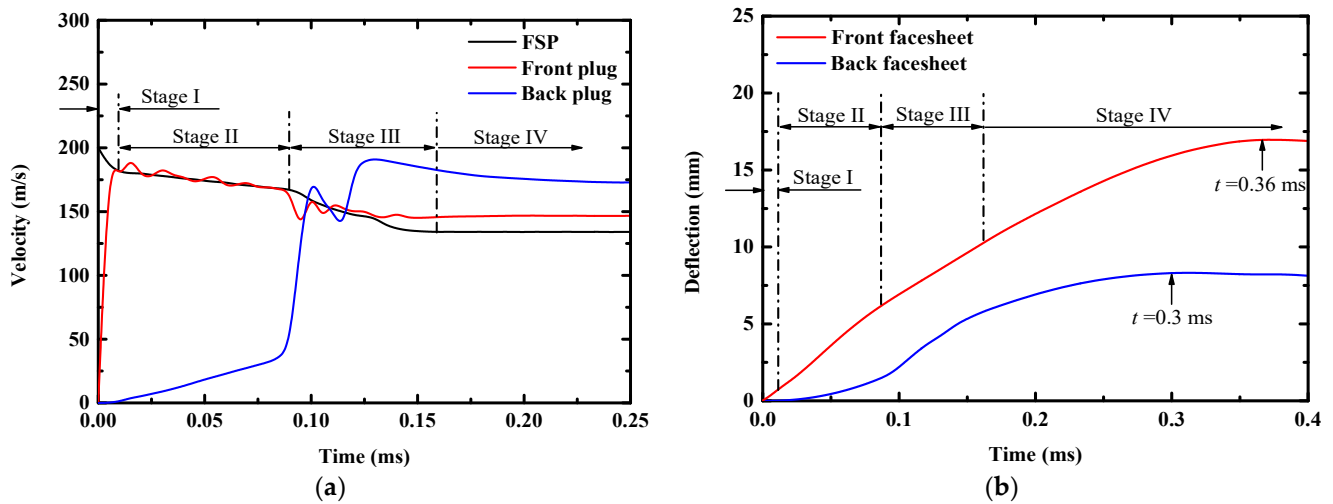 300
250
200
150
100
50
0
Velocity (m/s)
FSP
Front plug
Back plug
Stage I
Stage II
Stage III
Stage IV
0.00
0.05
0.10
0.15
0.20
0.25
Time (ms)
(a)
25
20
15
10
5
0
Deflection (mm)
Front facesheet
Back facesheet
Stage II
Stage III
Stage IV
Stage I
t =0.36 ms
t =0.3 ms
0.0
0.1
0.2
0.3
0.4
Time (ms)
(b)